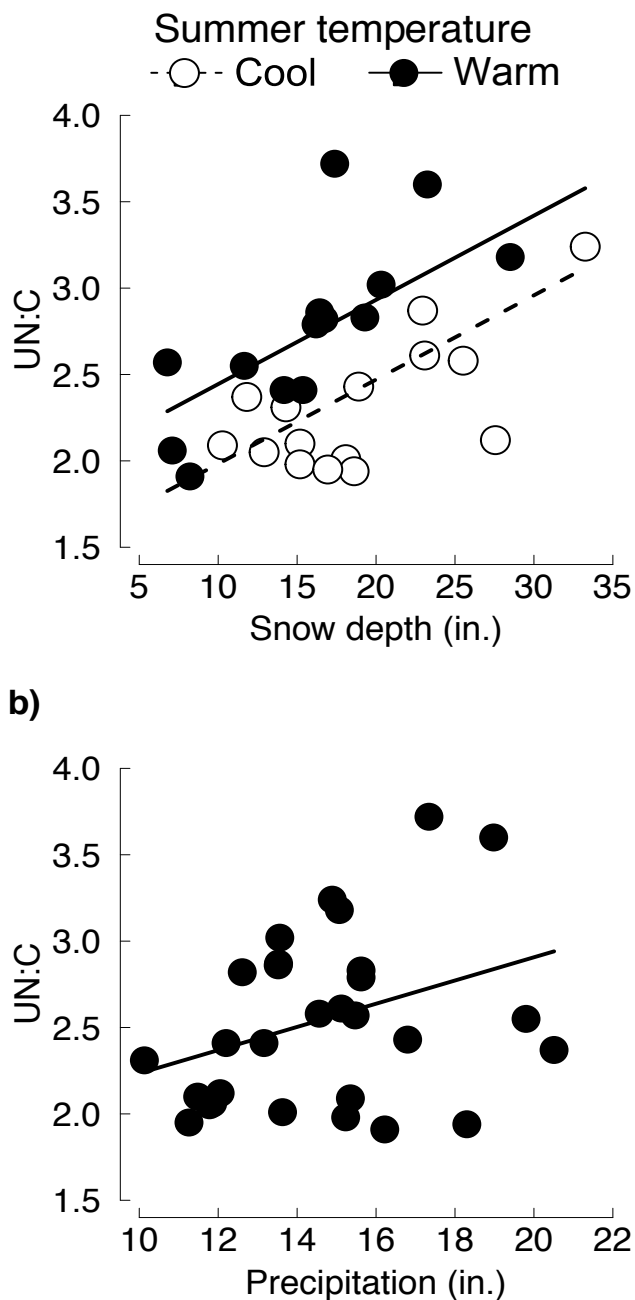 Summer temperature
Cool Warm
4.0
3.5
3.0
2.5
2.0
1.5
UN:C
5 10 15 20 25 30 35
Snow depth (in.)
b)
4.0
3.5
3.0
2.5
2.0
1.5
UN:C
10 12 14 16 18 20 22
Precipitation (in.)